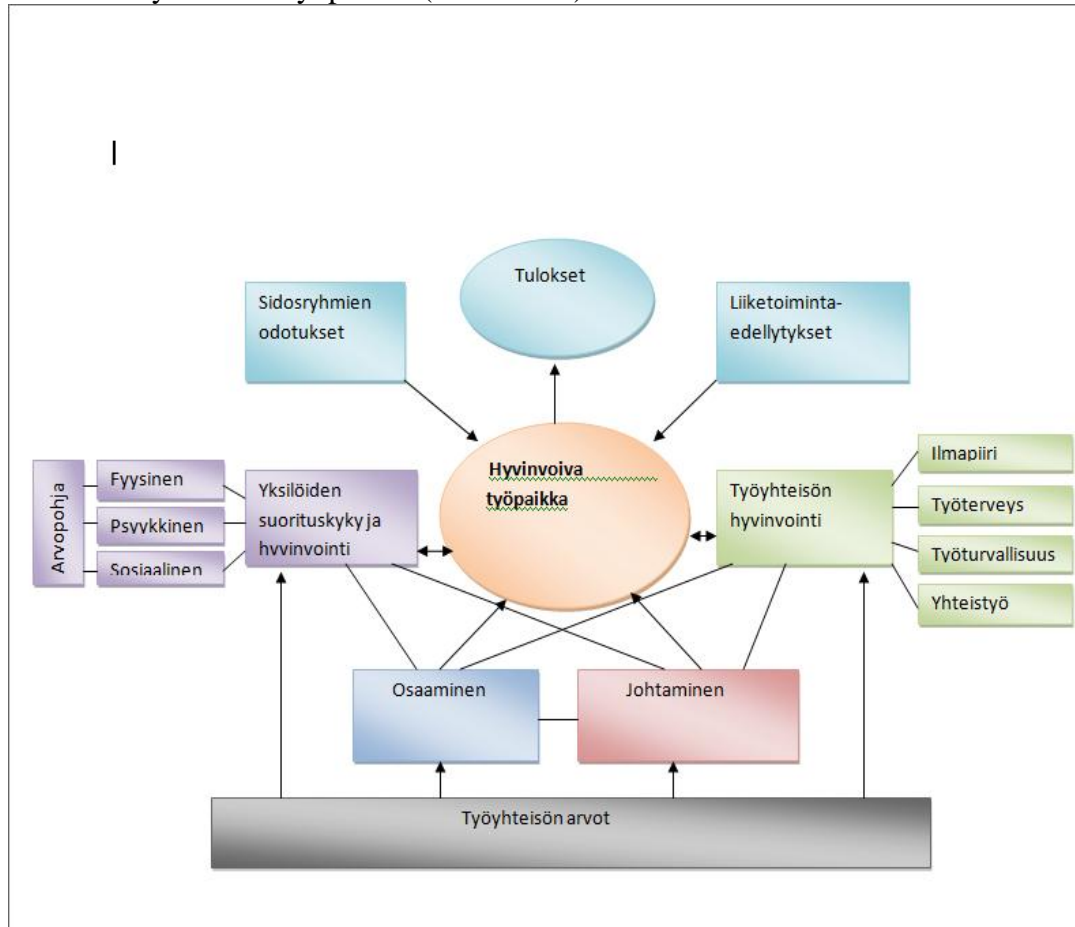 Tulokset
Sidosryhmien
odotukset
Liiketoiminta-
edellytykset
Hyvinvoiva
työpaikka
Arvopohja
Fyysinen
Psyykkinen
Sosiaalinen
Yksilöiden
suorituskyky ja
hyvinvointi
Työyhteisön
hyvinvointi
Ilmapiiri
Työterveys
Työturvallisuus
Yhteistyö
Osaaminen
Johtaminen
Työyhteisön arvot